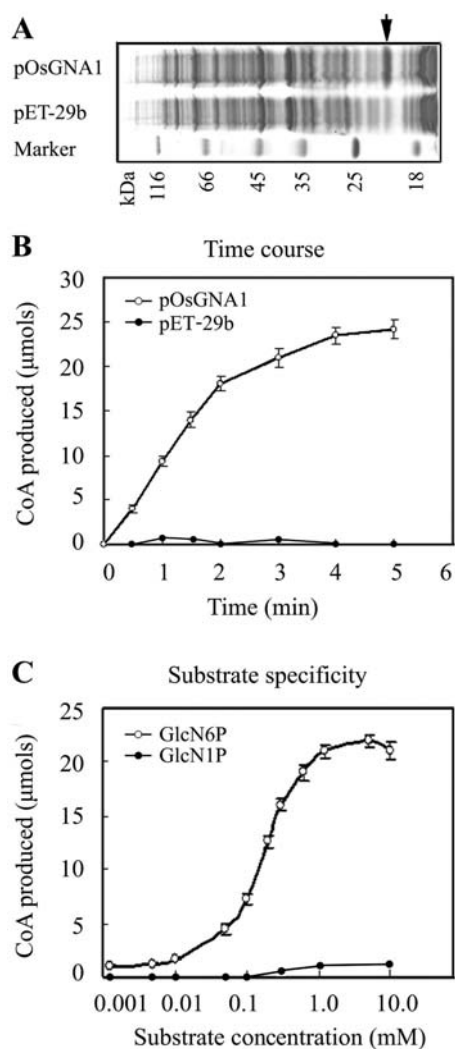 A
pOsGNA1
pET-29b
Marker
kDa 116 66 45 35 25 18
B
Time course
30
25
20
15
10
5
0
CoA produced (μmols)
pOsGNA1
pET-29b
0 1 2 3 4 5 6
Time (min)
C
Substrate specificity
25
20
15
10
5
0
CoA produced (μmols)
GlcN6P
GlcN1P
0.001 0.01 0.1 1.0 10.0
Substrate concentration (mM)